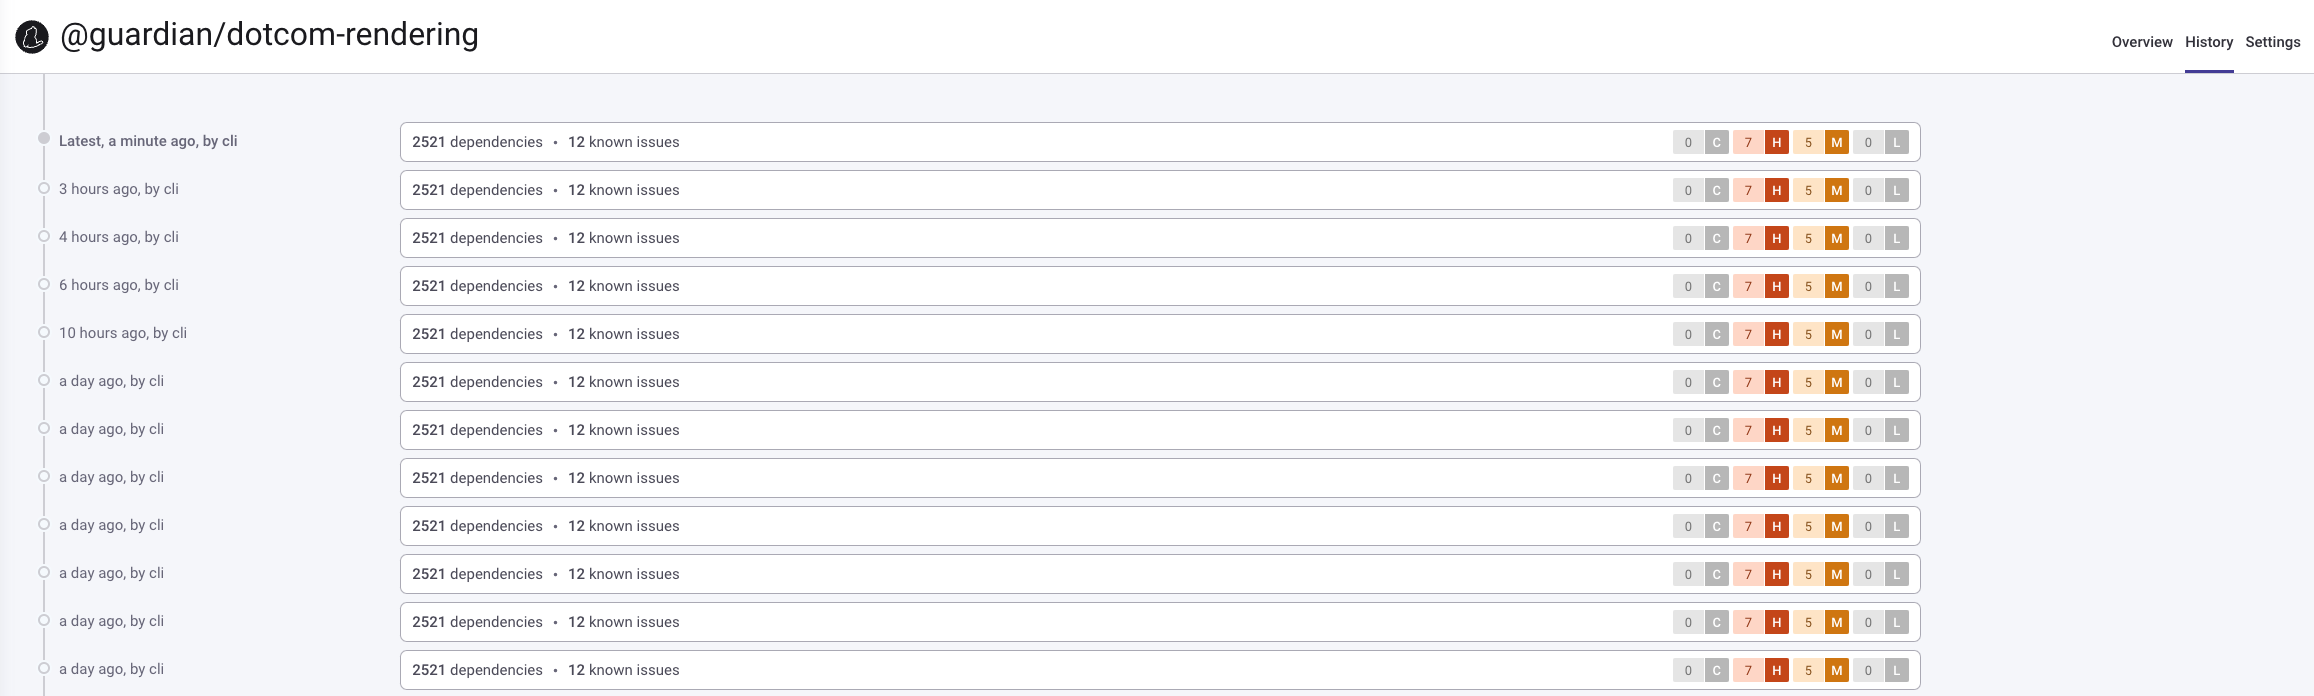 @guardian/dotcom-rendering
Overview History Settings
Latest, a minute ago, by cli 2521 dependencies • 12 known issues 0 C 7 H 5 M 0 L
3 hours ago, by cli 2521 dependencies • 12 known issues 0 C 7 H 5 M 0 L
4 hours ago, by cli 2521 dependencies • 12 known issues 0 C 7 H 5 M 0 L
6 hours ago, by cli 2521 dependencies • 12 known issues 0 C 7 H 5 M 0 L
10 hours ago, by cli 2521 dependencies • 12 known issues 0 C 7 H 5 M 0 L
a day ago, by cli 2521 dependencies • 12 known issues 0 C 7 H 5 M 0 L
a day ago, by cli 2521 dependencies • 12 known issues 0 C 7 H 5 M 0 L
a day ago, by cli 2521 dependencies • 12 known issues 0 C 7 H 5 M 0 L
a day ago, by cli 2521 dependencies • 12 known issues 0 C 7 H 5 M 0 L
a day ago, by cli 2521 dependencies • 12 known issues 0 C 7 H 5 M 0 L
a day ago, by cli 2521 dependencies • 12 known issues 0 C 7 H 5 M 0 L
a day ago, by cli 2521 dependencies • 12 known issues 0 C 7 H 5 M 0 L